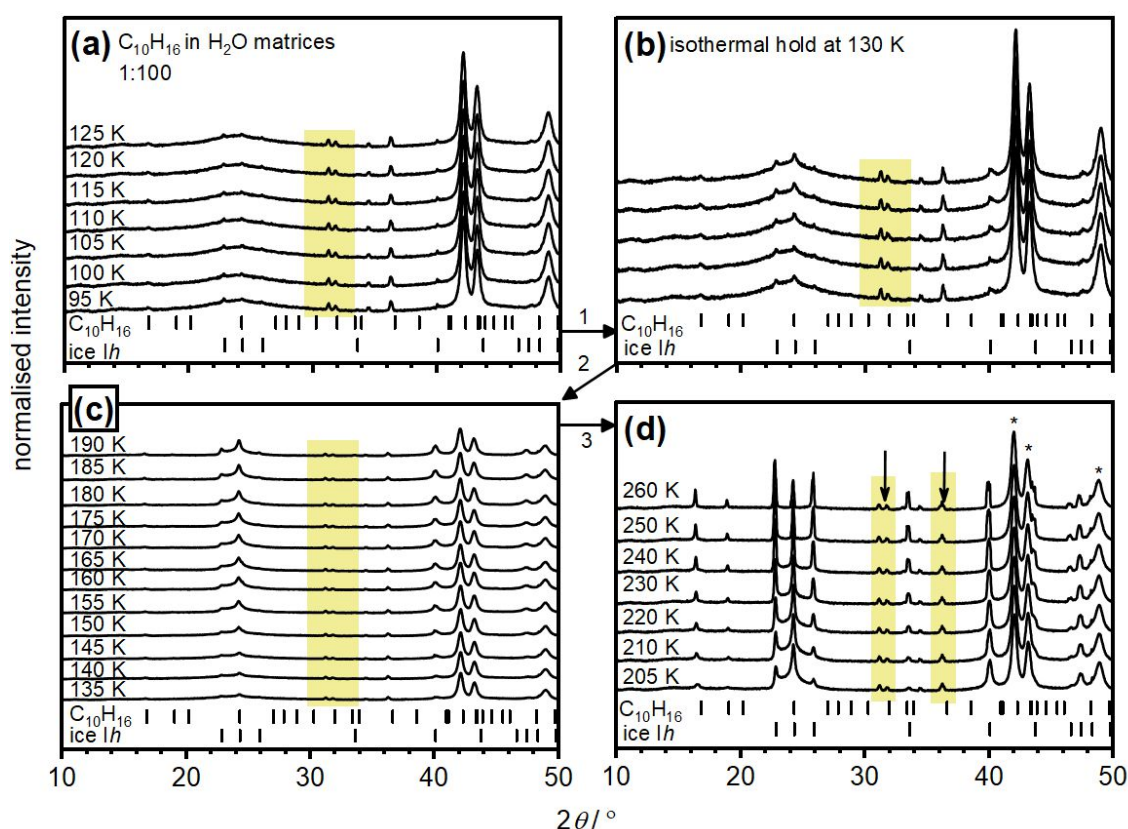 normalised intensity
(a) C₁₀H₁₆ in H₂O matrices
1:100
125 K
120 K
115 K
110 K
105 K
100 K
95 K
C₁₀H₁₆
ice Ih
1
2
(b) isothermal hold at 130 K
C₁₀H₁₆
ice Ih
(c)
190 K
185 K
180 K
175 K
170 K
165 K
160 K
155 K
150 K
145 K
140 K
135 K
C₁₀H₁₆
ice Ih
10 20 30 40 50
3
(d)
* * *
260 K
250 K
240 K
230 K
220 K
210 K
205 K
C₁₀H₁₆
ice Ih
10 20 30 40 50
2θ / °